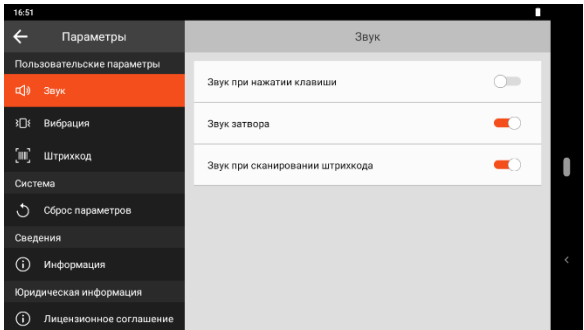 16:51
Параметры
Звук
Пользовательские параметры
Звук
Вибрация
Штрихкод
Система
Сброс параметров
Сведения
Информация
Юридическая информация
Лицензионное соглашение
Звук при нажатии клавиши
Звук затвора
Звук при сканировании штрихкода